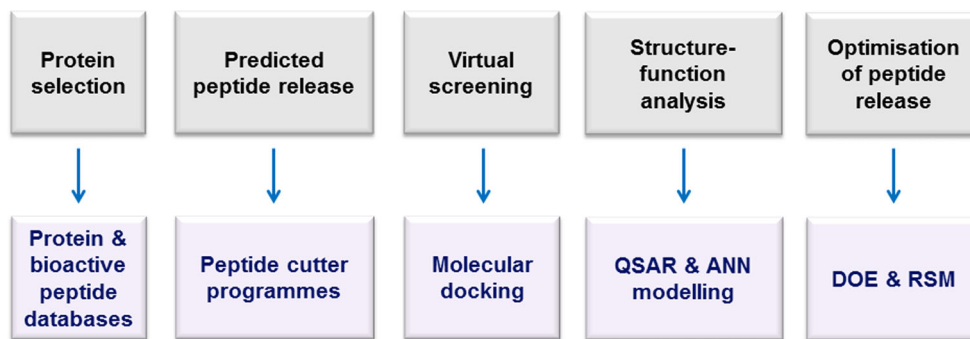 Protein
selection
Predicted
peptide release
Virtual
screening
Structure-
function
analysis
Optimisation
of peptide
release
Protein &
bioactive
peptide
databases
Peptide cutter
programmes
Molecular
docking
QSAR & ANN
modelling
DOE & RSM